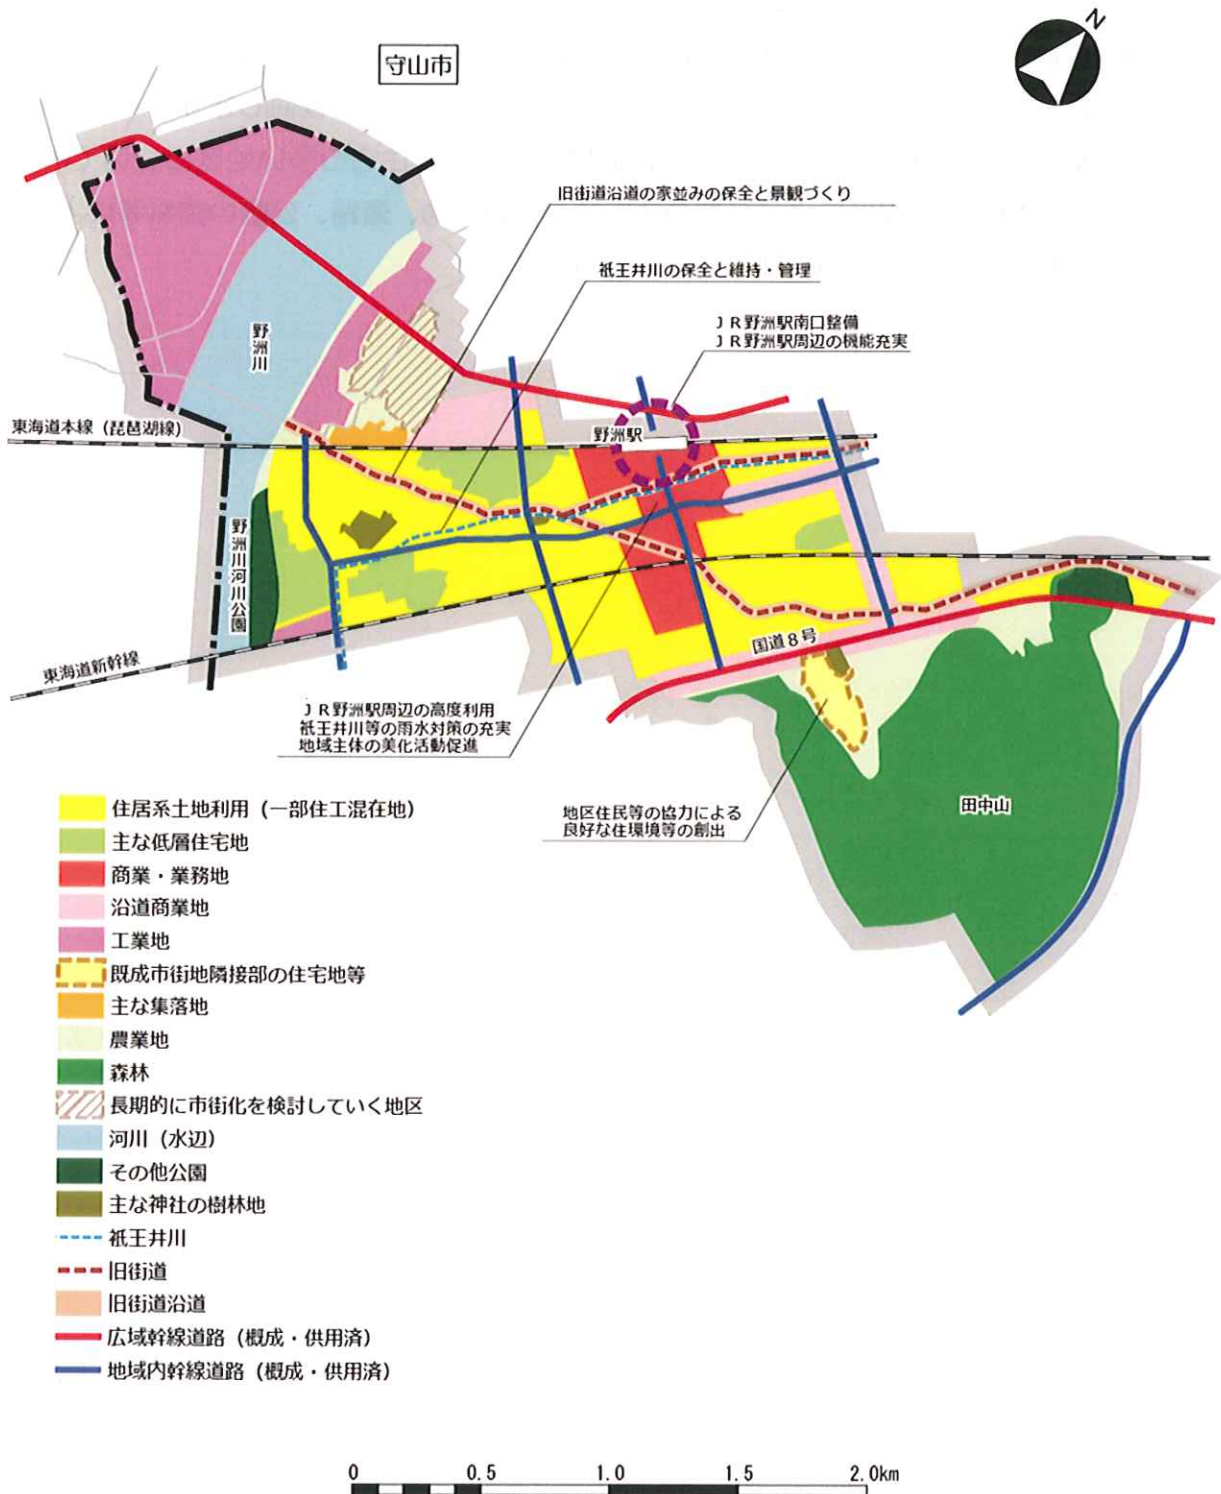 N
守山市
旧街道沿道の家並みの保全と景観づくり
祇王井川の保全と維持・管理
JR野洲駅南口整備
JR野洲駅周辺の機能充実
野洲川
東海道本線（琵琶湖線）
野洲駅
野洲川河川公園
国道8号
東海道新幹線
JR野洲駅周辺の高度利用
祇王井川等の雨水対策の充実
地域主体の美化活動促進
地区住民等の協力による
良好な住環境等の創出
田中山
住居系土地利用（一部住工混在地）
主な低層住宅地
商業・業務地
沿道商業地
工業地
既成市街地隣接部の住宅地等
主な集落地
農業地
森林
長期的に市街化を検討していく地区
河川（水辺）
その他公園
主な神社の樹林地
祇王井川
旧街道
旧街道沿道
広域幹線道路（概成・供用済）
地域内幹線道路（概成・供用済）
0 0.5 1.0 1.5 2.0km